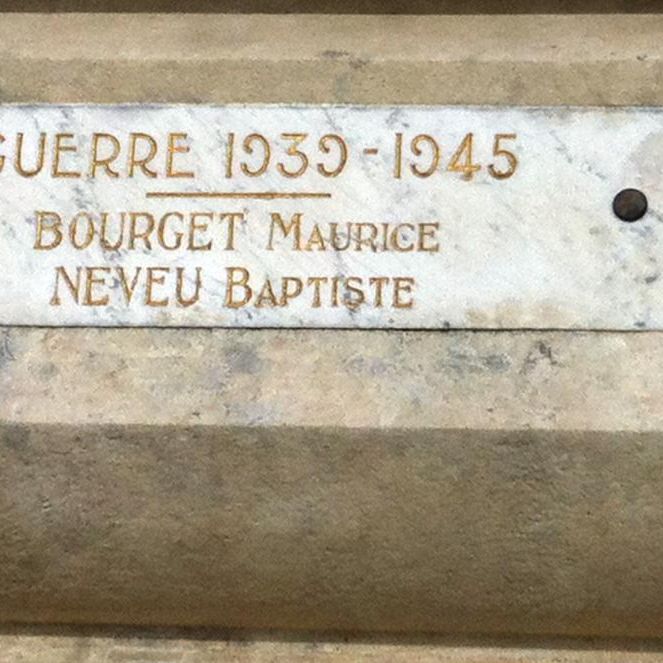 GUERRE 1939-1945
BOURGET MAURICE
NEVEU BAPTISTE